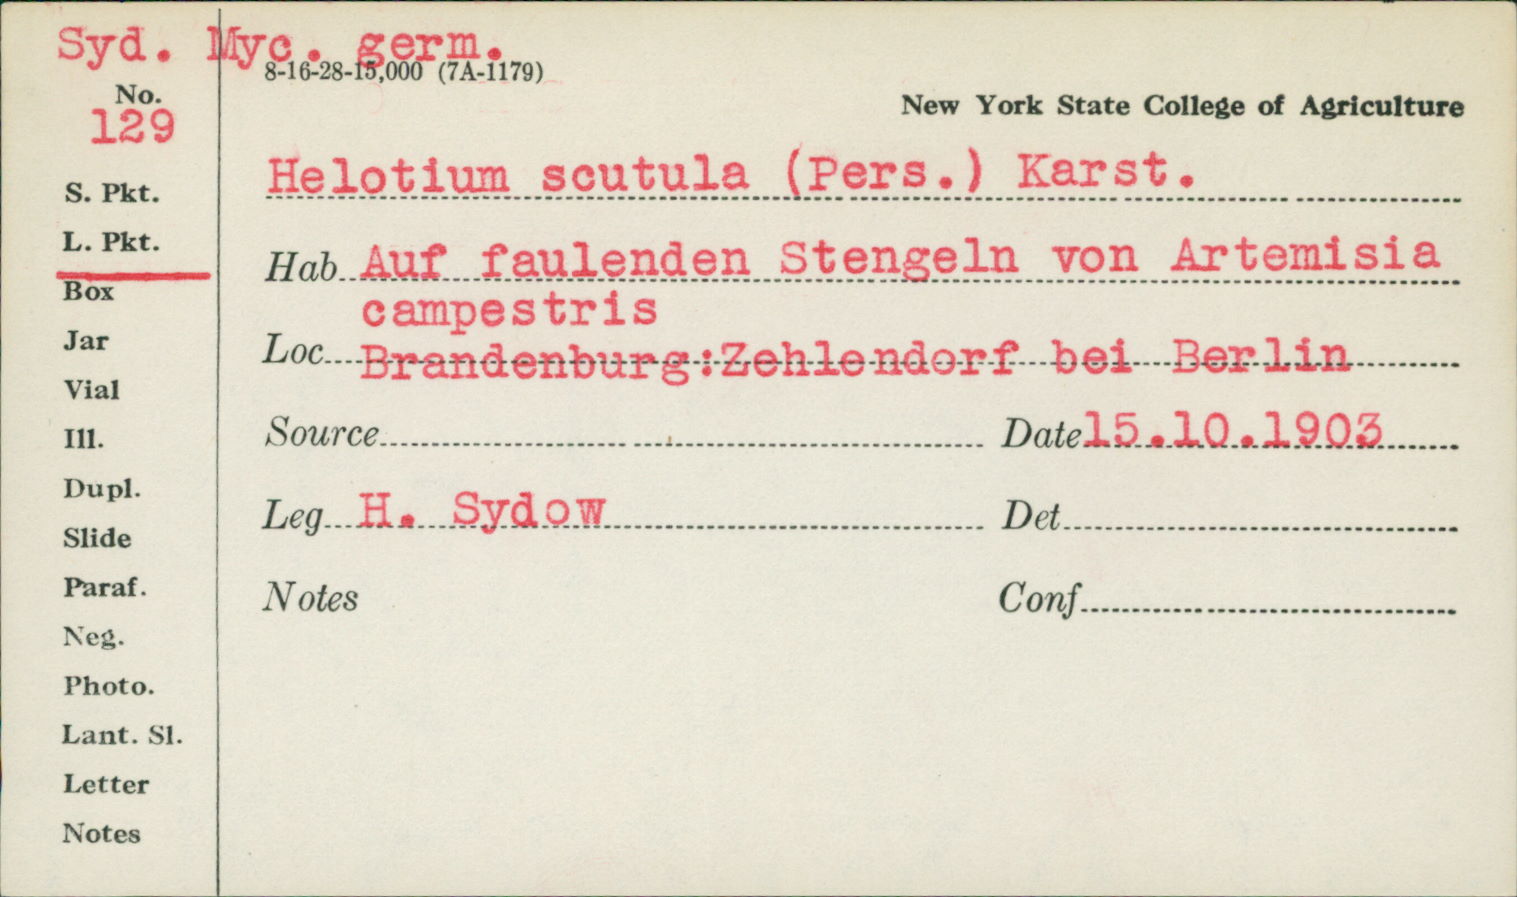 Syd. Myc. germ.
8-16-28-15,000 (7A-1179)
No.
129
New York State College of Agriculture
Helotium scutula (Pers.) Karst.
S. Pkt.
L. Pkt.
Box
Jar
Vial
Ill.
Dupl.
Slide
Paraf.
Neg.
Photo.
Lant. Sl.
Letter
Notes
Hab Auf faulenden Stengeln von Artemisia
campestris
Loc Brandenburg:Zehlendorf bei Berlin
Source
Date 15.10.1903
Leg H. Sydow
Det
Notes
Conf